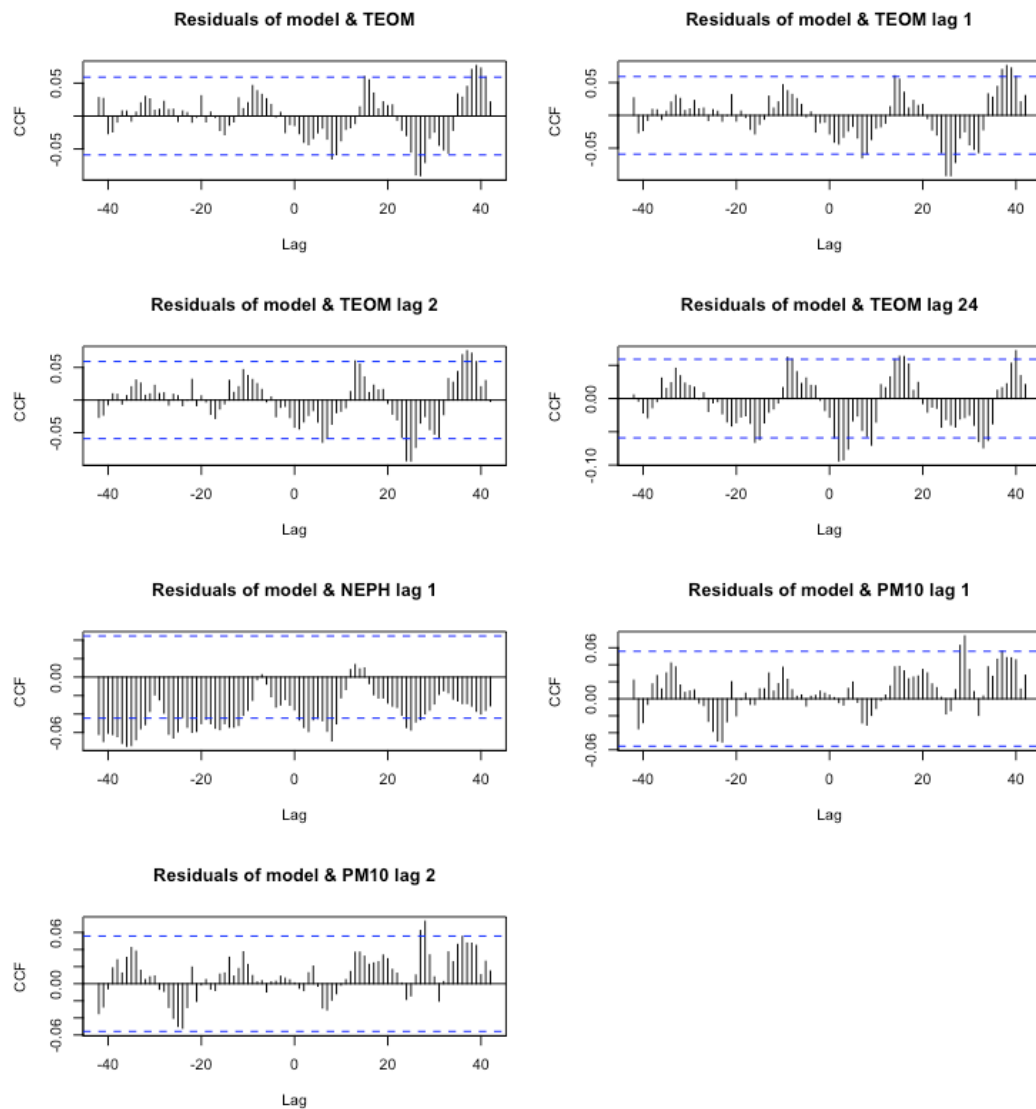 Residuals of model & TEOM
CCF
0.05
-0.05
-40 -20 0 20 40
Lag
Residuals of model & TEOM lag 1
CCF
0.05
-0.05
-40 -20 0 20 40
Lag
Residuals of model & TEOM lag 2
CCF
0.05
-0.05
-40 -20 0 20 40
Lag
Residuals of model & TEOM lag 24
CCF
0.00
-0.10
-40 -20 0 20 40
Lag
Residuals of model & NEPH lag 1
CCF
0.00
-0.06
-40 -20 0 20 40
Lag
Residuals of model & PM10 lag 1
CCF
0.06
0.00
-0.06
-40 -20 0 20 40
Lag
Residuals of model & PM10 lag 2
CCF
0.06
0.00
-0.06
-40 -20 0 20 40
Lag